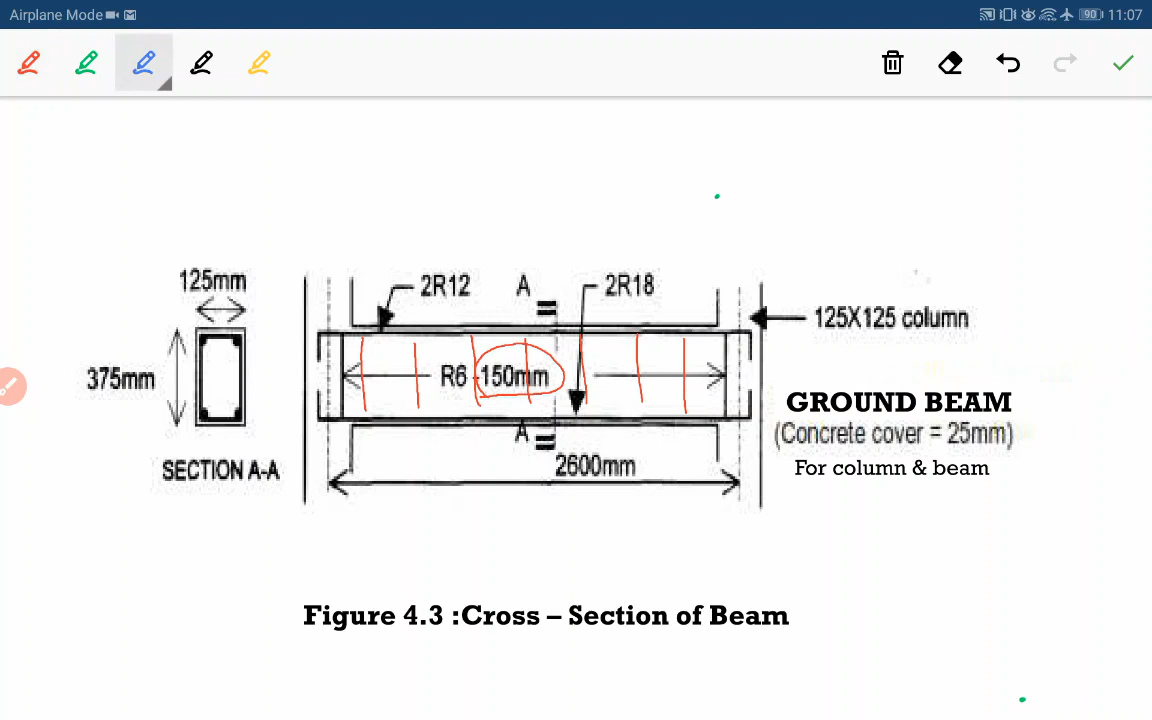 Airplane Mode 90 11:07
125mm
2R12 A 2R18
125X125 column
375mm
R6-150mm
GROUND BEAM
(Concrete cover = 25mm)
A
SECTION A-A
2600mm
For column & beam
Figure 4.3 :Cross – Section of Beam